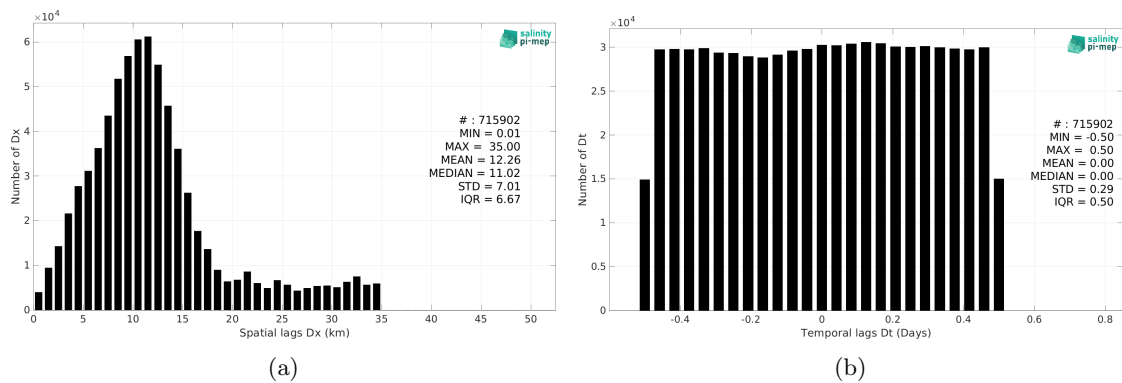 ×10⁴
6
5
4
3
2
1
0
Number of Dx
0 5 10 15 20 25 30 35 40 45 50
Spatial lags Dx (km)
salinity
pi-mep
# : 715902
MIN = 0.01
MAX = 35.00
MEAN = 12.26
MEDIAN = 11.02
STD = 7.01
IQR = 6.67
(a)
×10⁴
3
2.5
2
1.5
1
0.5
0
Number of Dt
-0.4 -0.2 0 0.2 0.4 0.6 0.8
Temporal lags Dt (Days)
salinity
pi-mep
# : 715902
MIN = -0.50
MAX = 0.50
MEAN = 0.00
MEDIAN = 0.00
STD = 0.29
IQR = 0.50
(b)